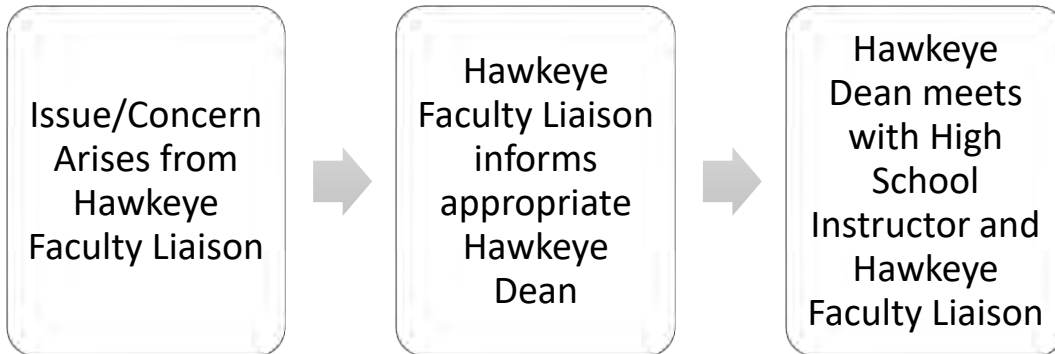 Issue/Concern
Arises from
Hawkeye
Faculty Liaison
Hawkeye
Faculty Liaison
informs
appropriate
Hawkeye
Dean
Hawkeye
Dean meets
with High
School
Instructor and
Hawkeye
Faculty Liaison